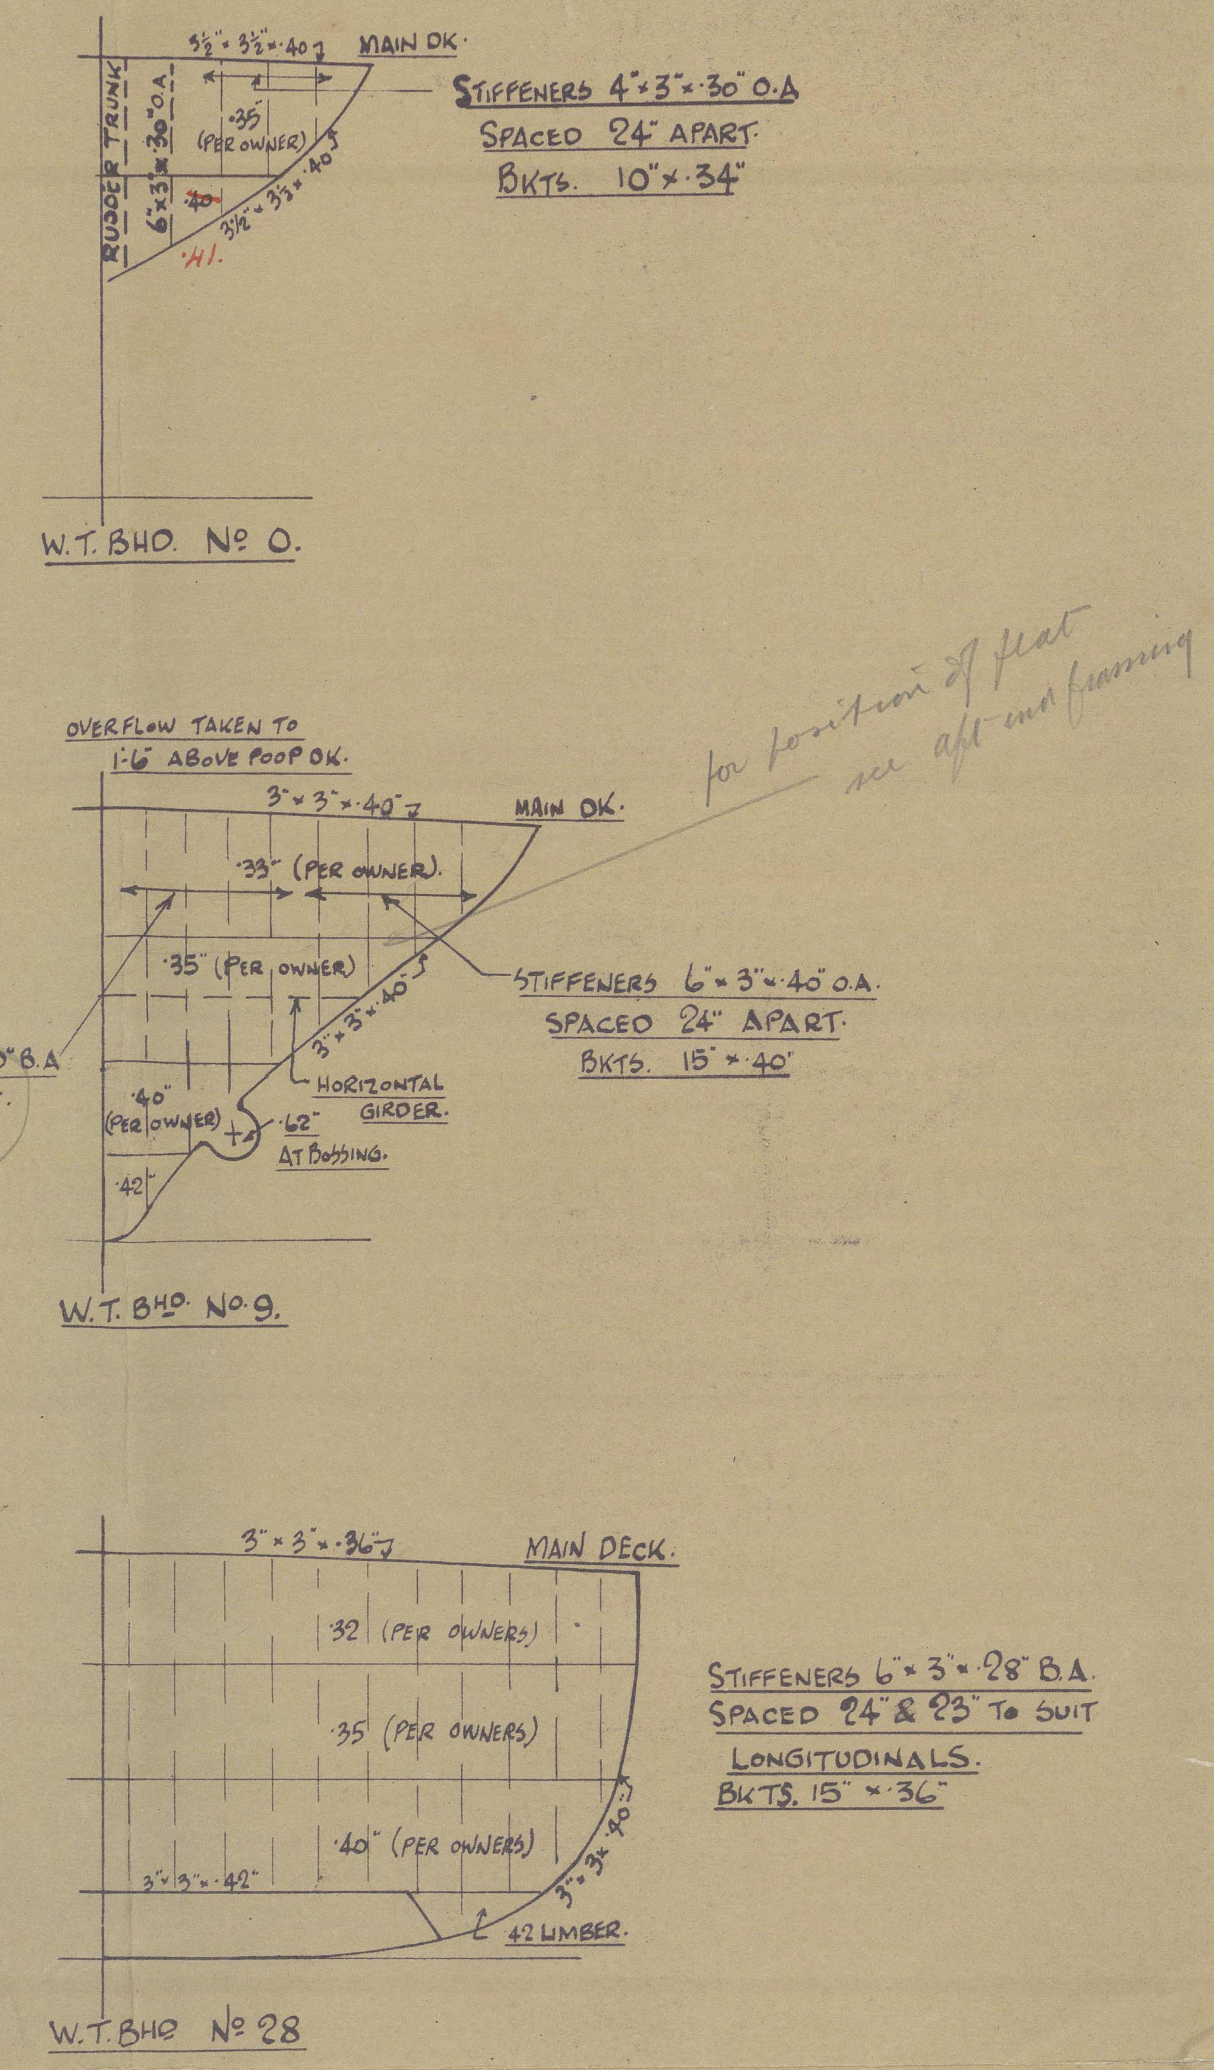 3½" × 3½" × ·40
MAIN DK.
STIFFENERS 4" × 3" × ·30" O.A
SPACED 24" APART.
BKTS. 10" × ·34"
RUDDER TRUNK
6" × 3" × ·30" O.A.
·35"
(PER OWNER)
·40
·41.
3½" × 3½ × ·40"
W.T. BHD. Nº 0.
for position of flat
see aft end framing
OVERFLOW TAKEN TO
1'-6" ABOVE POOP DK.
3" × 3" × ·40"
MAIN DK.
·33" (PER OWNER).
·35" (PER OWNER)
3" × 3" × ·40"
STIFFENERS 6" × 3" × ·40" O.A.
SPACED 24" APART.
BKTS. 15" × ·40"
0" B.A
HORIZONTAL
GIRDER.
·40"
(PER OWNER)
·62"
AT BOSSING.
·42"
W.T. BHD. No. 9.
3" × 3" × ·36"
MAIN DECK.
·32 (PER OWNERS)
·35 (PER OWNERS)
·40" (PER OWNERS)
STIFFENERS 6" × 3" × ·28" B.A.
SPACED 24" & 23" TO SUIT
LONGITUDINALS.
BKTS. 15" × ·36"
3" × 3" × ·42"
3" × 3" × ·40"
·42 LIMBER.
W.T. BHD Nº 28